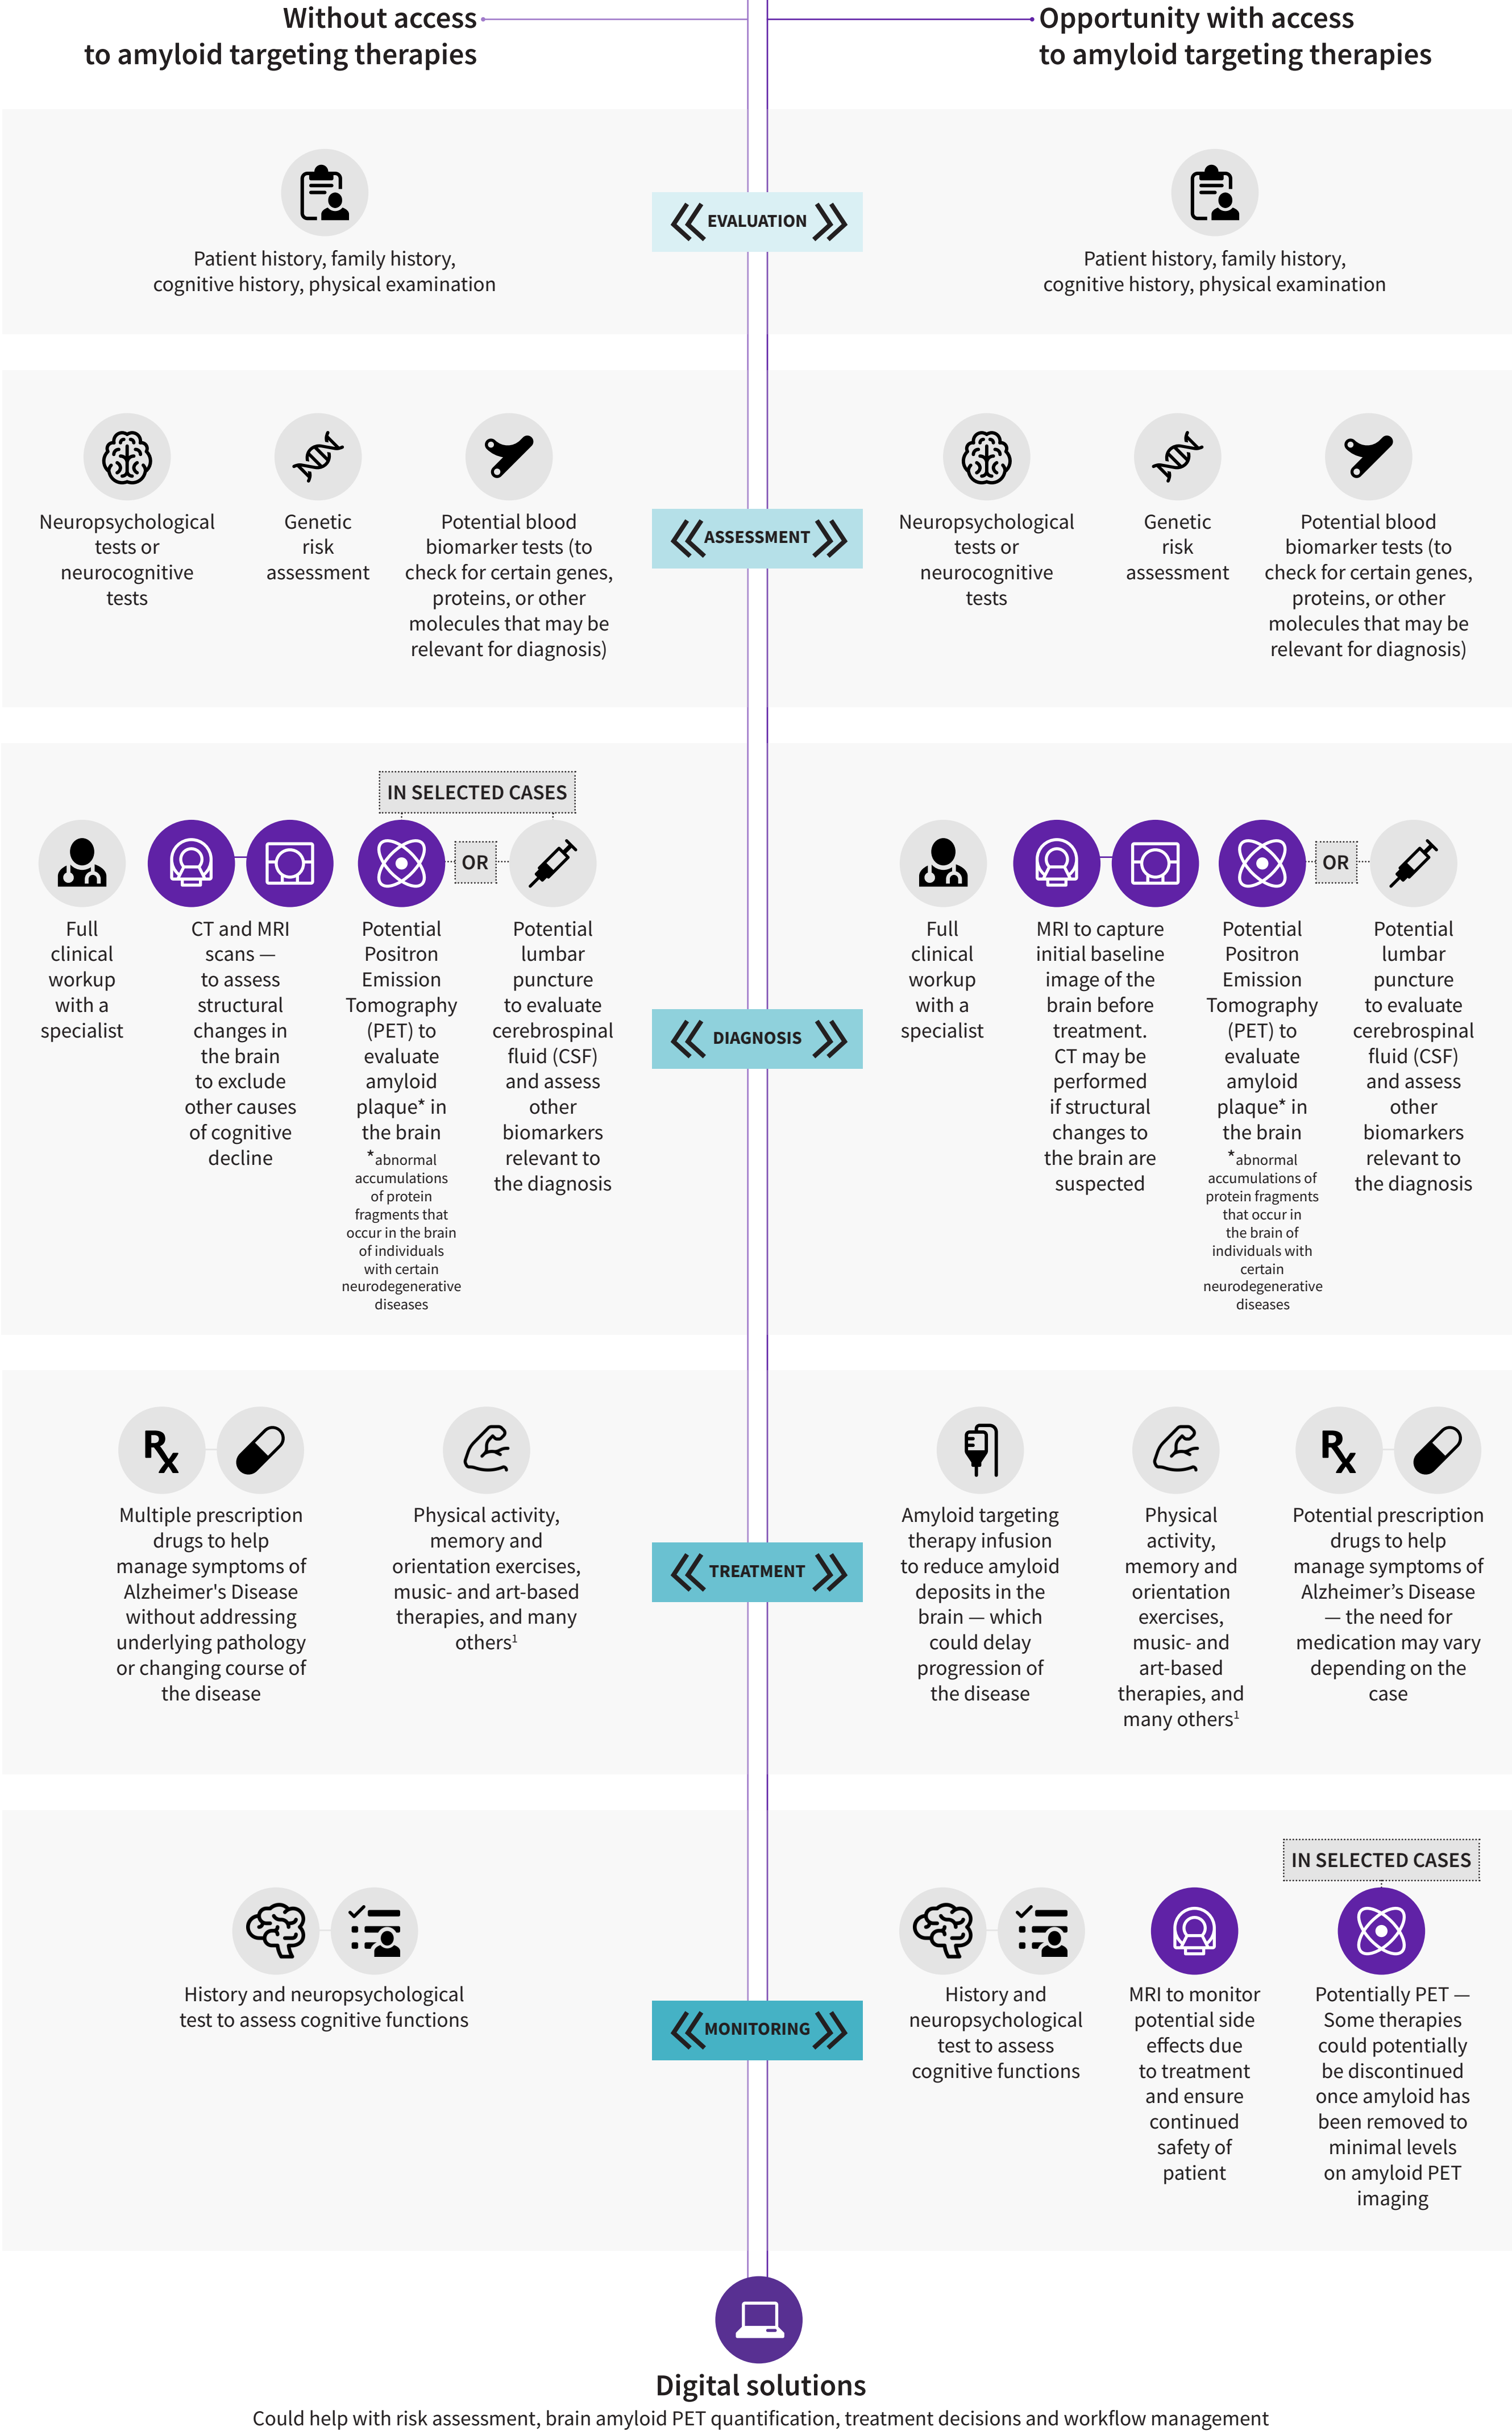 Without access
to amyloid targeting therapies
Opportunity with access
to amyloid targeting therapies
EVALUATION
Patient history, family history,
cognitive history, physical examination
Patient history, family history,
cognitive history, physical examination
ASSESSMENT
Neuropsychological
tests or
neurocognitive
tests
Genetic
risk
assessment
Potential blood
biomarker tests (to
check for certain genes,
proteins, or other
molecules that may be
relevant for diagnosis)
Neuropsychological
tests or
neurocognitive
tests
Genetic
risk
assessment
Potential blood
biomarker tests (to
check for certain genes,
proteins, or other
molecules that may be
relevant for diagnosis)
DIAGNOSIS
IN SELECTED CASES
OR
Full
clinical
workup
with a
specialist
CT and MRI
scans —
to assess
structural
changes in
the brain
to exclude
other causes
of cognitive
decline
Potential
Positron
Emission
Tomography
(PET) to
evaluate
amyloid
plaque* in
the brain
*abnormal
accumulations
of protein
fragments that
occur in the brain
of individuals
with certain
neurodegenerative
diseases
Potential
lumbar
puncture
to evaluate
cerebrospinal
fluid (CSF)
and assess
other
biomarkers
relevant to
the diagnosis
OR
Full
clinical
workup
with a
specialist
MRI to capture
initial baseline
image of the
brain before
treatment.
CT may be
performed
if structural
changes to
the brain are
suspected
Potential
Positron
Emission
Tomography
(PET) to
evaluate
amyloid
plaque* in
the brain
*abnormal
accumulations of
protein fragments
that occur in
the brain of
individuals with
certain
neurodegenerative
diseases
Potential
lumbar
puncture
to evaluate
cerebrospinal
fluid (CSF)
and assess
other
biomarkers
relevant to
the diagnosis
TREATMENT
Rx
Multiple prescription
drugs to help
manage symptoms of
Alzheimer's Disease
without addressing
underlying pathology
or changing course of
the disease
Physical activity,
memory and
orientation exercises,
music- and art-based
therapies, and many
others¹
Amyloid targeting
therapy infusion
to reduce amyloid
deposits in the
brain — which
could delay
progression of
the disease
Physical
activity,
memory and
orientation
exercises,
music- and
art-based
therapies, and
many others¹
Rx
Potential prescription
drugs to help
manage symptoms of
Alzheimer’s Disease
— the need for
medication may vary
depending on the
case
MONITORING
History and neuropsychological
test to assess cognitive functions
History and
neuropsychological
test to assess
cognitive functions
MRI to monitor
potential side
effects due
to treatment
and ensure
continued
safety of
patient
IN SELECTED CASES
Potentially PET —
Some therapies
could potentially
be discontinued
once amyloid has
been removed to
minimal levels
on amyloid PET
imaging
Digital solutions
Could help with risk assessment, brain amyloid PET quantification, treatment decisions and workflow management